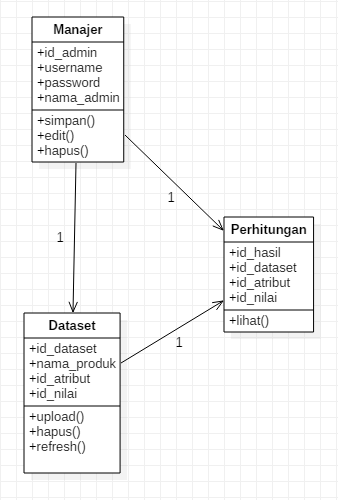 Manajer
+id_admin
+username
+password
+nama_admin
+simpan()
+edit()
+hapus()
1
1
Perhitungan
+id_hasil
+id_dataset
+id_atribut
+id_nilai
+lihat()
Dataset
+id_dataset
+nama_produk
+id_atribut
+id_nilai
+upload()
+hapus()
+refresh()
1